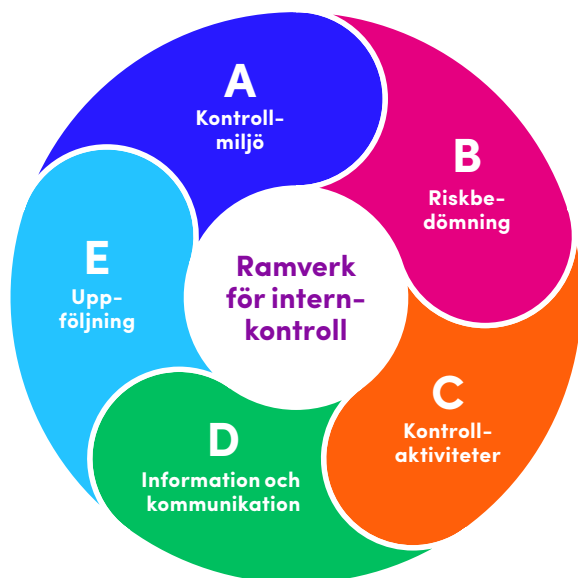 A
Kontroll-
miljö
B
Riskbe-
dömning
Ramverk
för intern-
kontroll
E
Upp-
följning
C
Kontroll-
aktiviteter
D
Information och
kommunikation